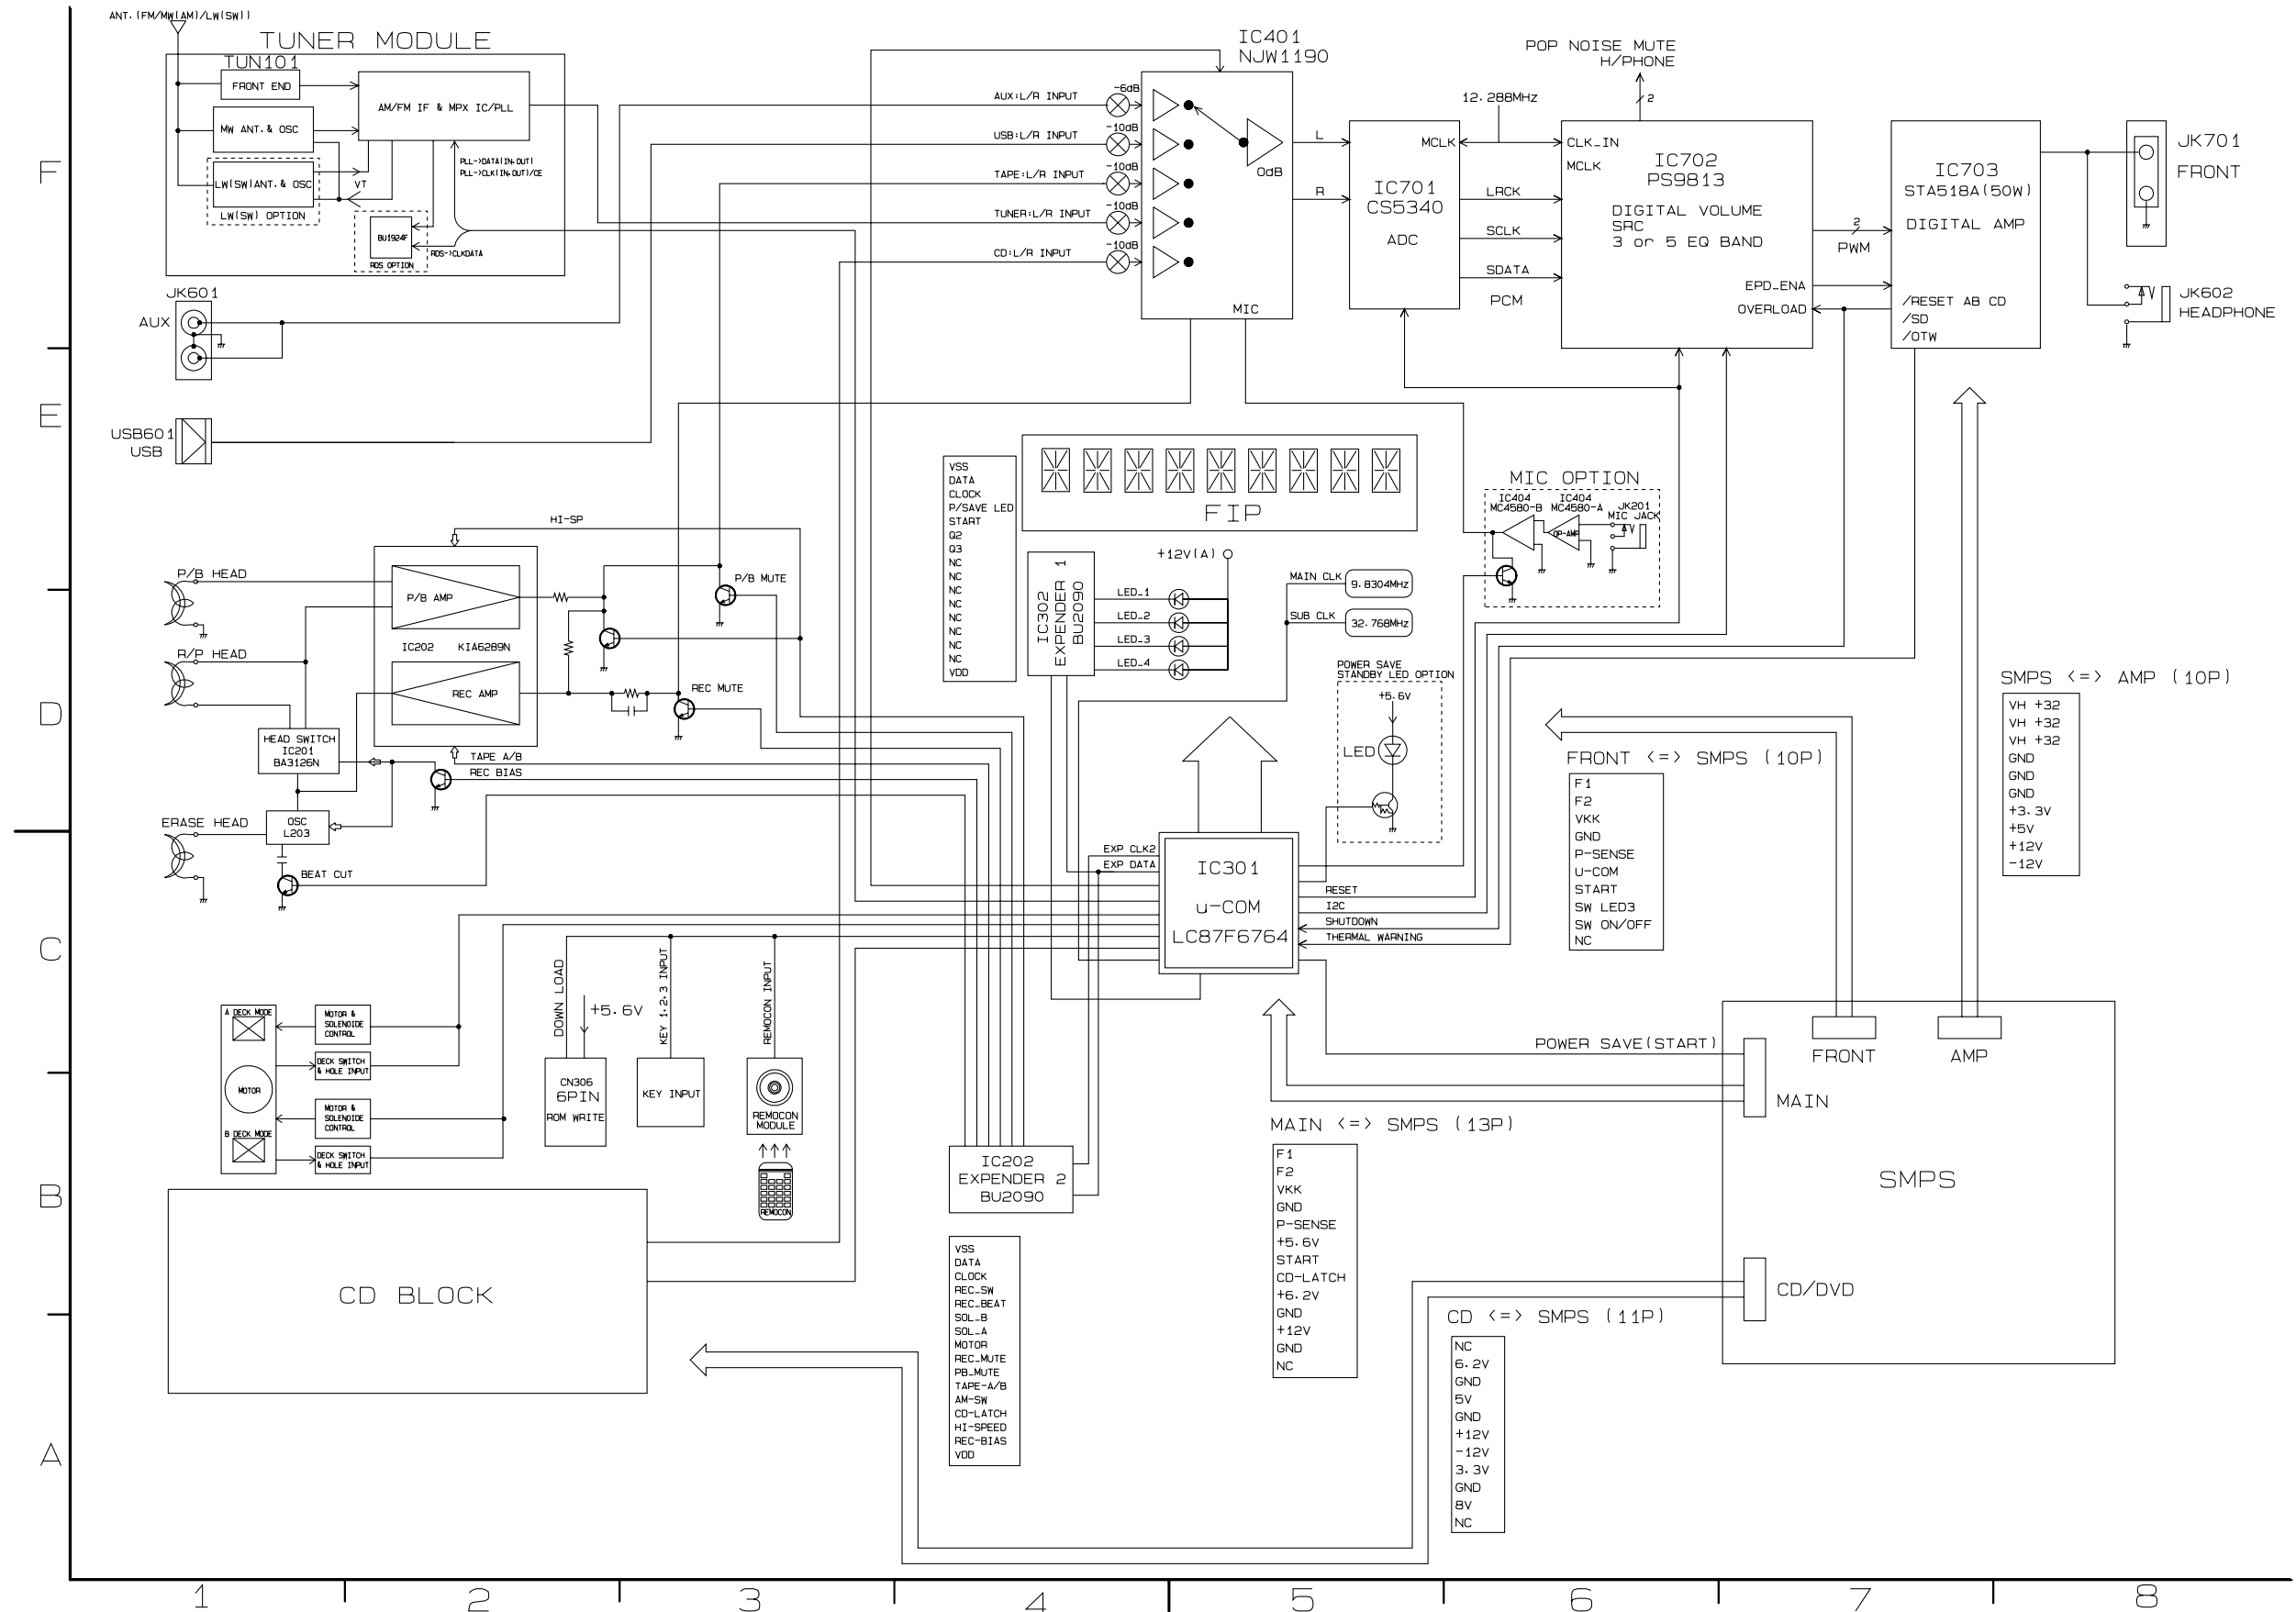 ANT.(FM/MW(AM)/LW(SW))
TUNER MODULE
TUN101
FRONT END
AM/FM IF & MPX IC/PLL
MW ANT.& OSC
LW(SW)ANT.& OSC
LW(SW) OPTION
VT
PLL->DATA(IN,OUT)
PLL->CLK(IN,OUT)/CE
BU1924F
RDS OPTION
RDS->CLKDATA
JK601
AUX
USB601
USB
IC401
NJW1190
AUX:L/R INPUT
-6dB
USB:L/R INPUT
-10dB
TAPE:L/R INPUT
-10dB
TUNER:L/R INPUT
-10dB
CD:L/R INPUT
-10dB
0dB
MIC
L
R
IC701
CS5340
ADC
MCLK
12.288MHz
LRCK
SCLK
SDATA
PCM
POP NOISE MUTE
H/PHONE
2
CLK_IN
MCLK
IC702
PS9813
DIGITAL VOLUME
SRC
3 or 5 EQ BAND
EPD_ENA
OVERLOAD
2
PWM
IC703
STA518A(50W)
DIGITAL AMP
/RESET AB CD
/SD
/OTW
JK701
FRONT
JK602
HEADPHONE
VSS
DATA
CLOCK
P/SAVE LED
START
Q2
Q3
NC
NC
NC
NC
NC
NC
NC
NC
VDD
FIP
MIC OPTION
IC404
MC4580-B
IC404
MC4580-A
OP-AMP
JK201
MIC JACK
HI-SP
P/B HEAD
P/B AMP
IC202 KIA6289N
R/P HEAD
REC AMP
P/B MUTE
REC MUTE
HEAD SWITCH
IC201
BA3126N
TAPE A/B
REC BIAS
ERASE HEAD
OSC
L203
BEAT CUT
IC302
EXPENDER 1
BU2090
+12V(A)
LED_1
LED_2
LED_3
LED_4
MAIN CLK
9.8304MHz
SUB CLK
32.768MHz
POWER SAVE
STANDBY LED OPTION
+5.6V
LED
EXP CLK2
EXP DATA
IC301
u-COM
LC87F6764
RESET
I2C
SHUTDOWN
THERMAL WARNING
FRONT <=> SMPS (10P)
F1
F2
VKK
GND
P-SENSE
U-COM
START
SW LED3
SW ON/OFF
NC
SMPS <=> AMP (10P)
VH +32
VH +32
VH +32
GND
GND
GND
+3.3V
+5V
+12V
-12V
A DECK MODE
MOTOR &
SOLENOIDE
CONTROL
DECK SWITCH
& HOLE INPUT
MOTOR
MOTOR &
SOLENOIDE
CONTROL
B DECK MODE
DECK SWITCH
& HOLE INPUT
DOWN LOAD
+5.6V
CN306
6PIN
ROM WRITE
KEY 1.2.3 INPUT
KEY INPUT
REMOCON INPUT
REMOCON
MODULE
REMOCON
IC202
EXPENDER 2
BU2090
VSS
DATA
CLOCK
REC_SW
REC_BEAT
SOL_B
SOL_A
MOTOR
REC_MUTE
PB_MUTE
TAPE-A/B
AM-SW
CD-LATCH
HI-SPEED
REC-BIAS
VDD
MAIN <=> SMPS (13P)
F1
F2
VKK
GND
P-SENSE
+5.6V
START
CD-LATCH
+6.2V
GND
+12V
GND
NC
POWER SAVE(START)
FRONT
AMP
MAIN
SMPS
CD/DVD
CD <=> SMPS (11P)
NC
6.2V
GND
5V
GND
+12V
-12V
3.3V
GND
8V
NC
CD BLOCK
F
E
D
C
B
A
1 2 3 4 5 6 7 8